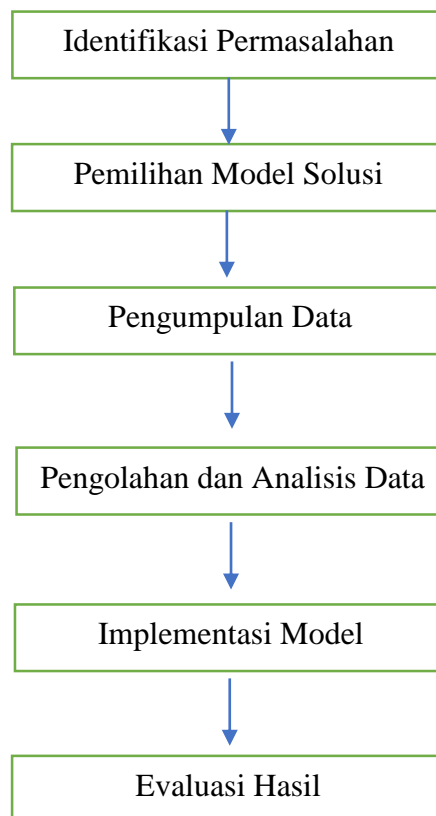 Identifikasi Permasalahan
Pemilihan Model Solusi
Pengumpulan Data
Pengolahan dan Analisis Data
Implementasi Model
Evaluasi Hasil